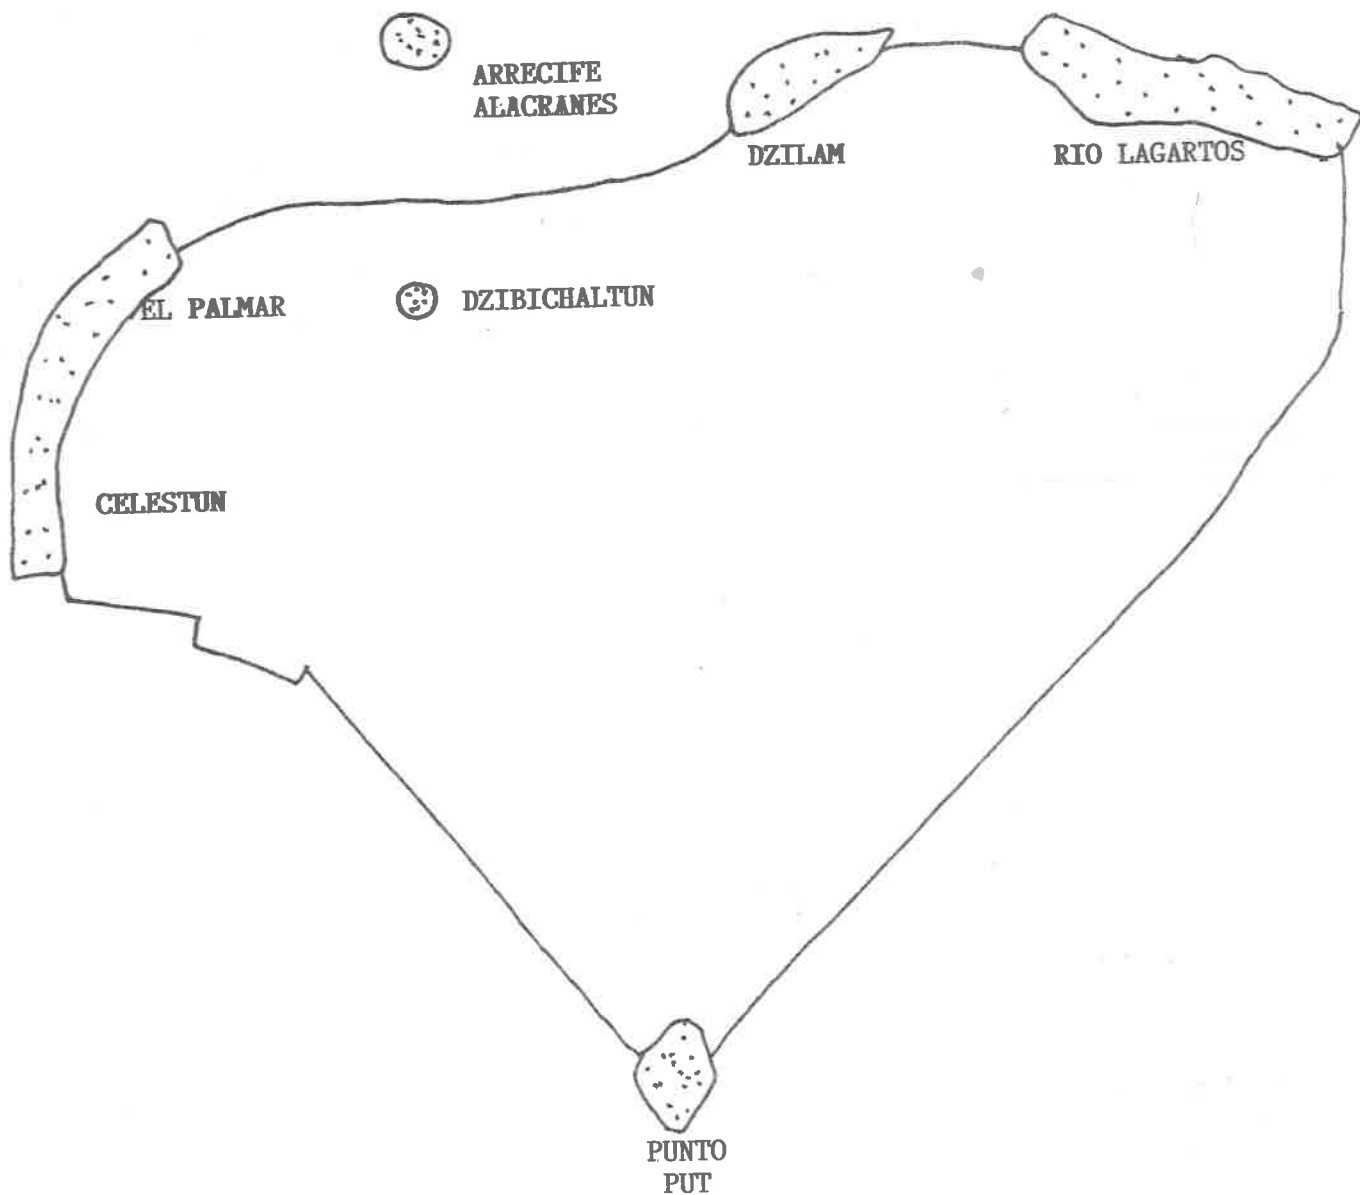 ARRECIFE
ALACRANES
DZILAM
RIO LAGARTOS
EL PALMAR
DZIBICHALTUN
CELESTUN
PUNTO
PUT